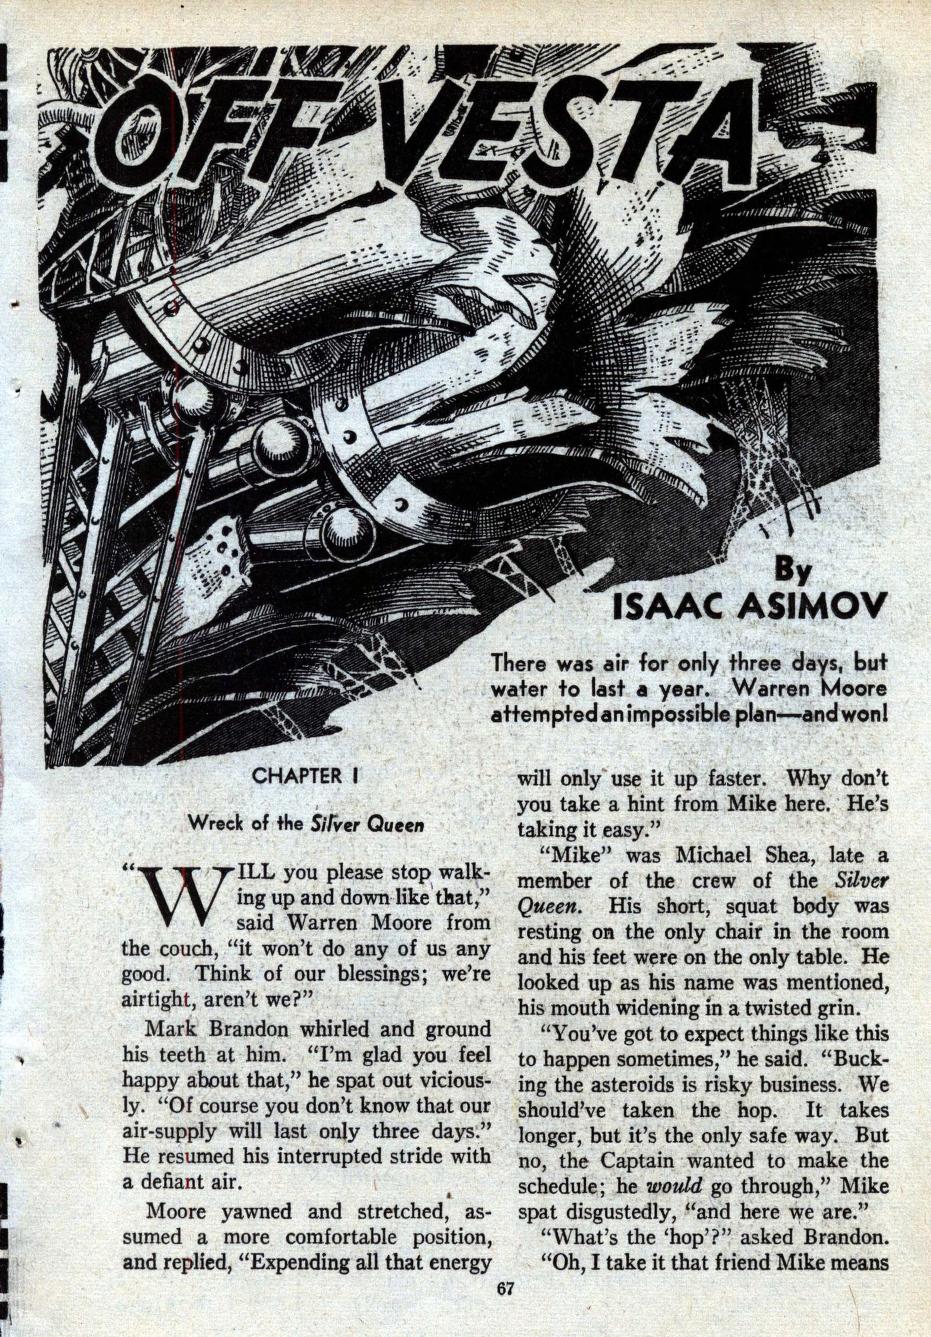 OFF VESTA
By
ISAAC ASIMOV
There was air for only three days, but
water to last a year. Warren Moore
attempted an impossible plan—and won!
CHAPTER I
Wreck of the Silver Queen
“WILL you please stop walk-
ing up and down like that,”
said Warren Moore from
the couch, “it won’t do any of us any
good. Think of our blessings; we’re
airtight, aren’t we?”
Mark Brandon whirled and ground
his teeth at him. “I’m glad you feel
happy about that,” he spat out vicious-
ly. “Of course you don’t know that our
air-supply will last only three days.”
He resumed his interrupted stride with
a defiant air.
Moore yawned and stretched, as-
sumed a more comfortable position,
and replied, “Expending all that energy
will only use it up faster. Why don’t
you take a hint from Mike here. He’s
taking it easy.”
“Mike” was Michael Shea, late a
member of the crew of the Silver
Queen. His short, squat body was
resting on the only chair in the room
and his feet were on the only table. He
looked up as his name was mentioned,
his mouth widening in a twisted grin.
“You’ve got to expect things like this
to happen sometimes,” he said. “Buck-
ing the asteroids is risky business. We
should’ve taken the hop. It takes
longer, but it’s the only safe way. But
no, the Captain wanted to make the
schedule; he would go through,” Mike
spat disgustedly, “and here we are.”
“What’s the ‘hop’?” asked Brandon.
“Oh, I take it that friend Mike means
67